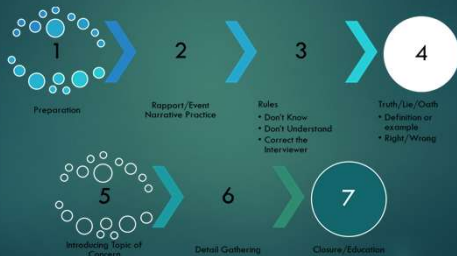 1
2
3
4
Preparation
Rapport/Event
Narrative Practice
Rules
• Don't Know
• Don't Understand
• Correct the
Interviewer
Truth/Lie/Oath
• Definition or
example
• Right/Wrong
5
6
7
Introducing Topic of
Concern
Detail Gathering
Closure/Education